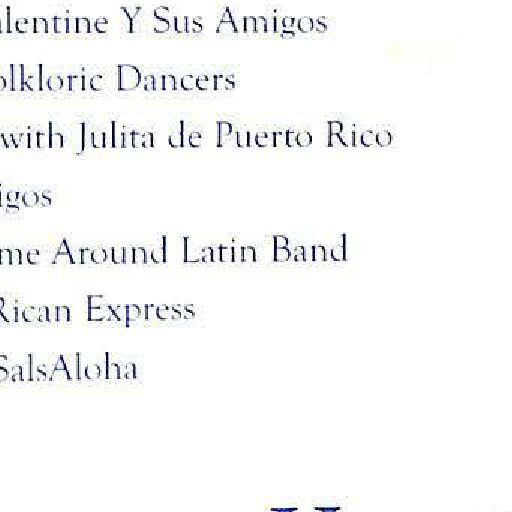 alentine Y Sus Amigos
olkloric Dancers
with Julita de Puerto Rico
igos
me Around Latin Band
Rican Express
SalsAloha